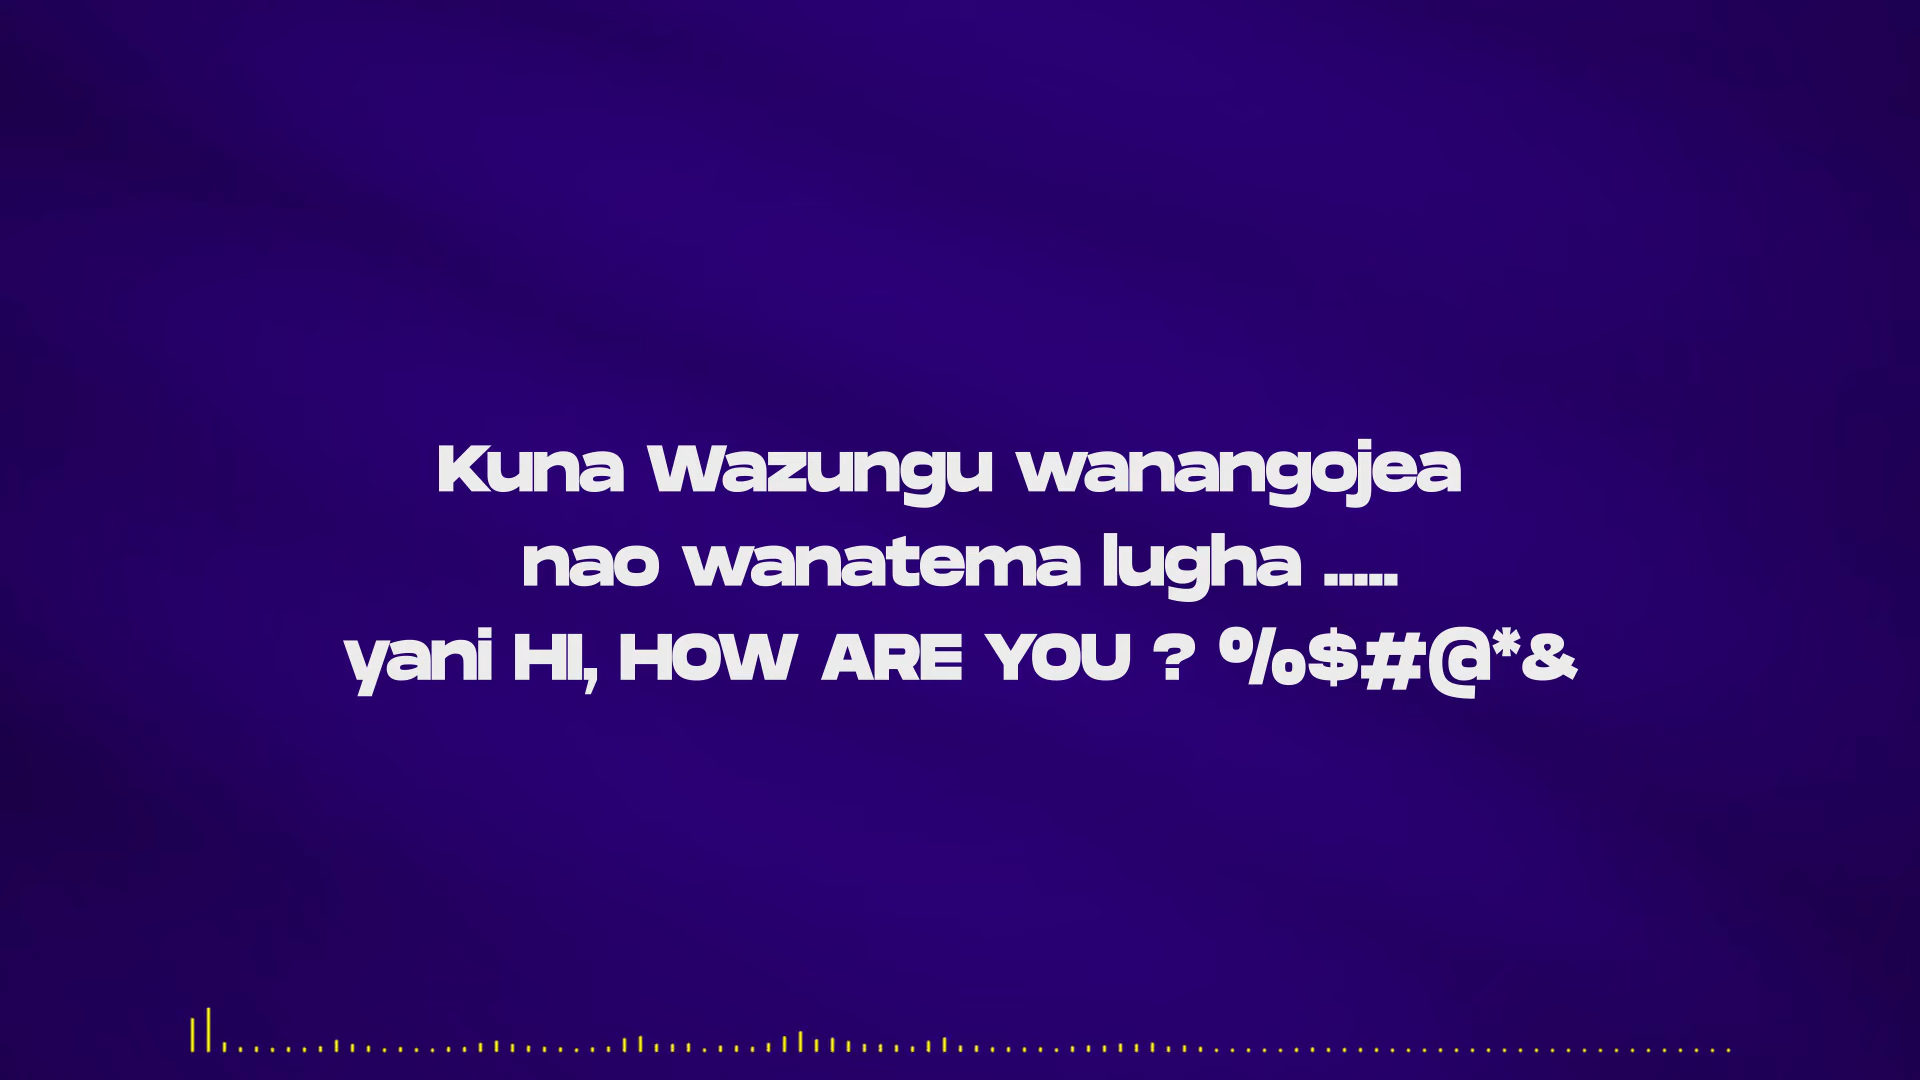 Kuna Wazungu wanangojea
nao wanatema lugha .....
yani HI, HOW ARE YOU ? %$#@*&